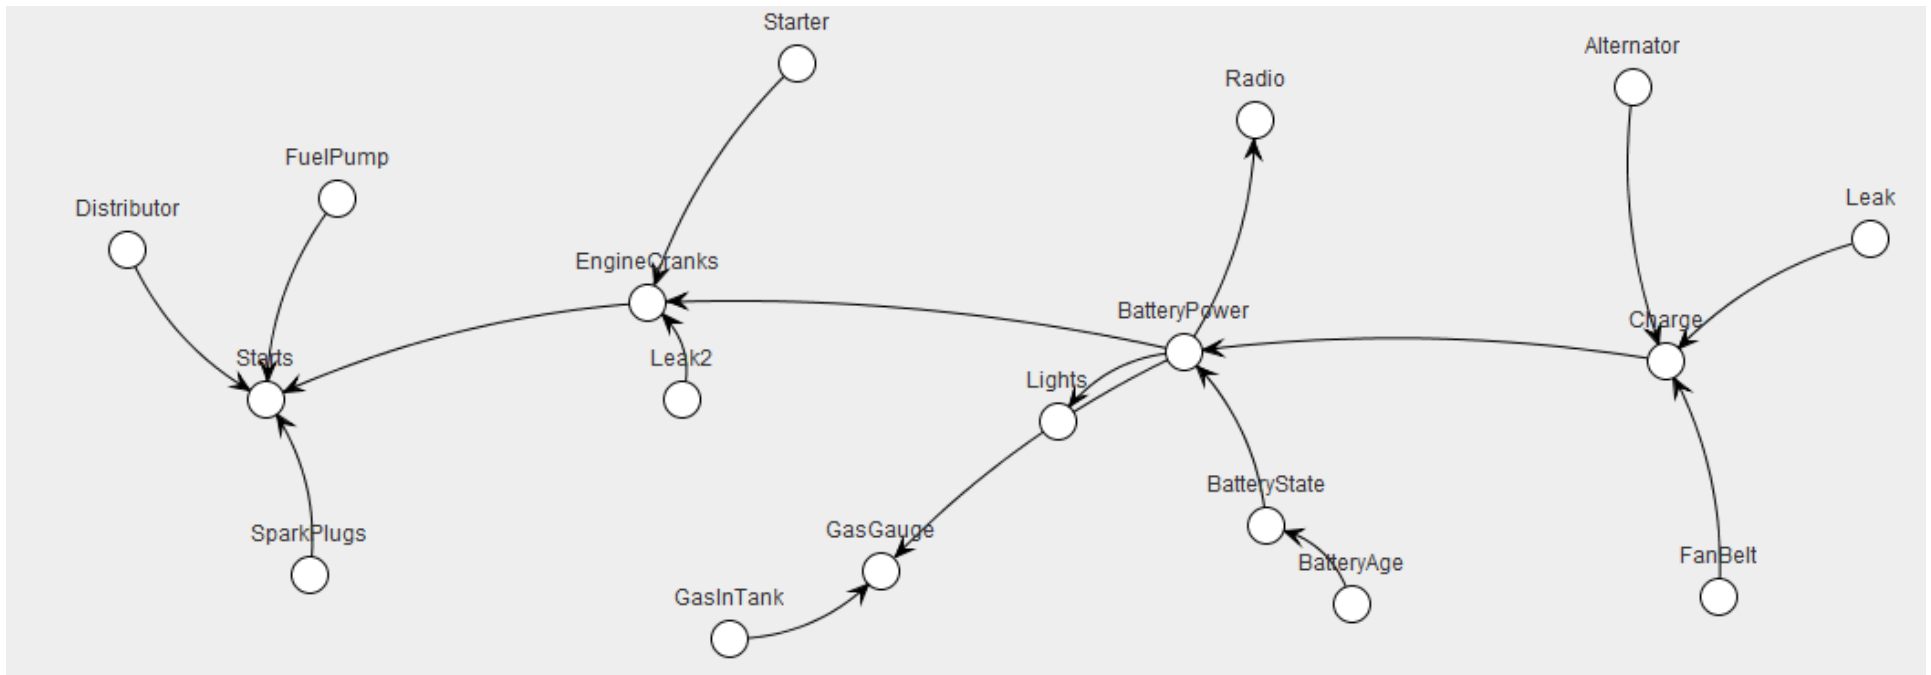 Starter
Alternator
Radio
FuelPump
Leak
Distributor
EngineCranks
BatteryPower
Charge
Starts
Leak2
Lights
BatteryState
GasGauge
SparkPlugs
FanBelt
BatteryAge
GasInTank